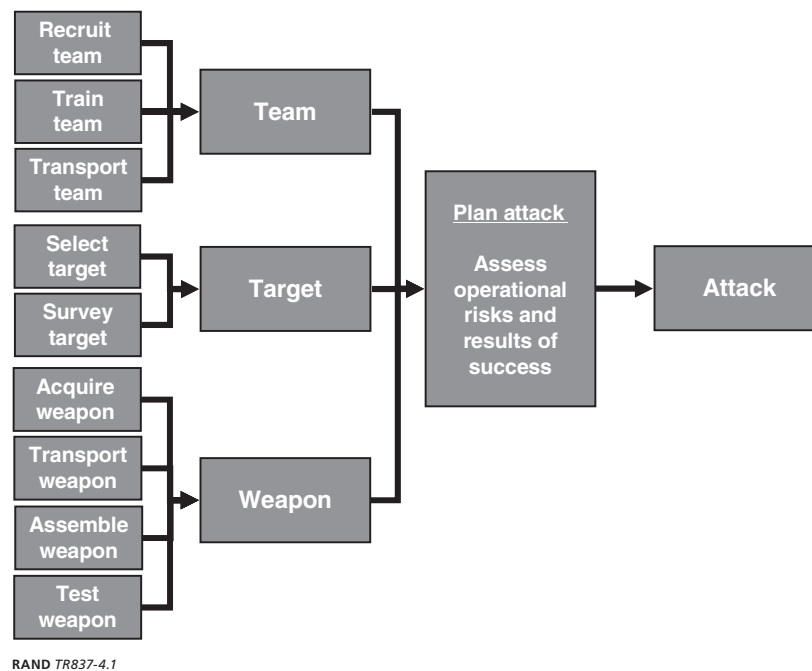 Recruit
team
Train
team
Transport
team
Team
Select
target
Survey
target
Target
Acquire
weapon
Transport
weapon
Assemble
weapon
Test
weapon
Weapon
Plan attack
Assess
operational
risks and
results of
success
Attack
RAND TR837-4.1